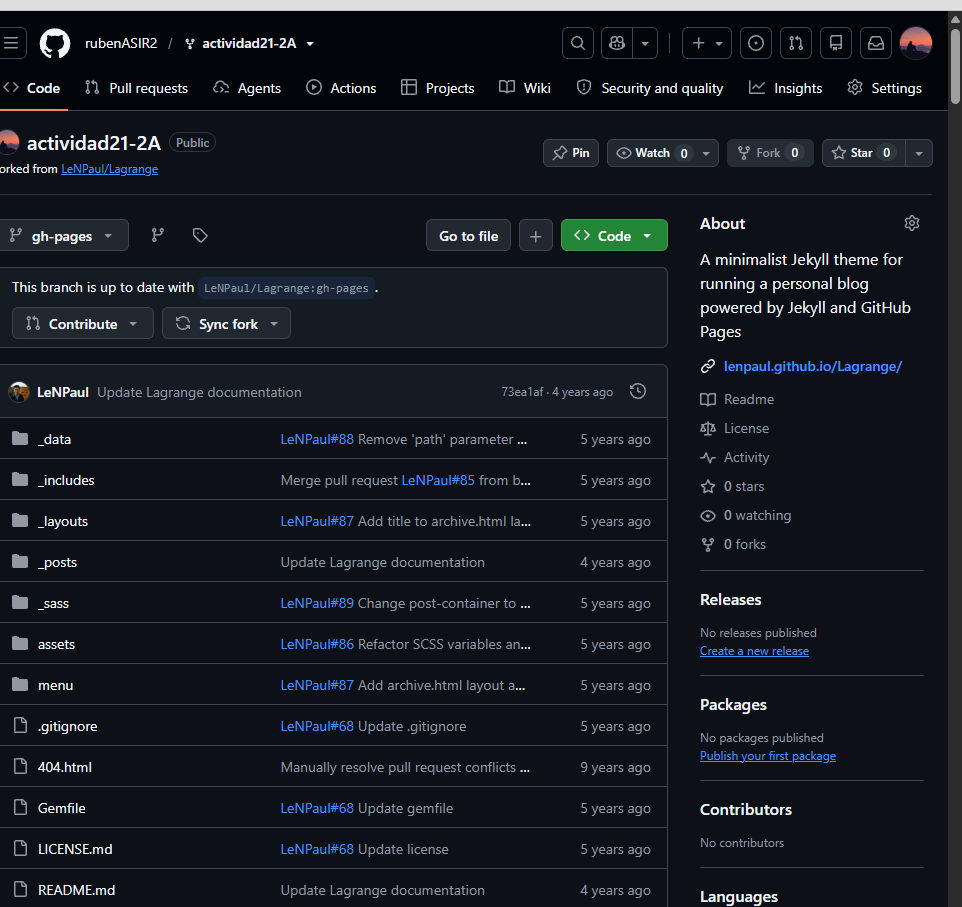 rubenASIR2 / actividad21-2A
Code Pull requests Agents Actions Projects Wiki Security and quality Insights Settings
actividad21-2A Public
Pin Watch 0 Fork 0 Star 0
orked from LeNPaul/Lagrange
gh-pages Go to file Code
This branch is up to date with LeNPaul/Lagrange:gh-pages .
Contribute Sync fork
LeNPaul Update Lagrange documentation 73ea1af · 4 years ago
_data LeNPaul#88 Remove 'path' parameter ... 5 years ago
_includes Merge pull request LeNPaul#85 from b... 5 years ago
_layouts LeNPaul#87 Add title to archive.html la... 5 years ago
_posts Update Lagrange documentation 4 years ago
_sass LeNPaul#89 Change post-container to ... 5 years ago
assets LeNPaul#86 Refactor SCSS variables an... 5 years ago
menu LeNPaul#87 Add archive.html layout a... 5 years ago
.gitignore LeNPaul#68 Update .gitignore 5 years ago
404.html Manually resolve pull request conflicts ... 9 years ago
Gemfile LeNPaul#68 Update gemfile 5 years ago
LICENSE.md LeNPaul#68 Update license 5 years ago
README.md Update Lagrange documentation 4 years ago
About
A minimalist Jekyll theme for
running a personal blog
powered by Jekyll and GitHub
Pages
lenpaul.github.io/Lagrange/
Readme
License
Activity
0 stars
0 watching
0 forks
Releases
No releases published
Create a new release
Packages
No packages published
Publish your first package
Contributors
No contributors
Languages